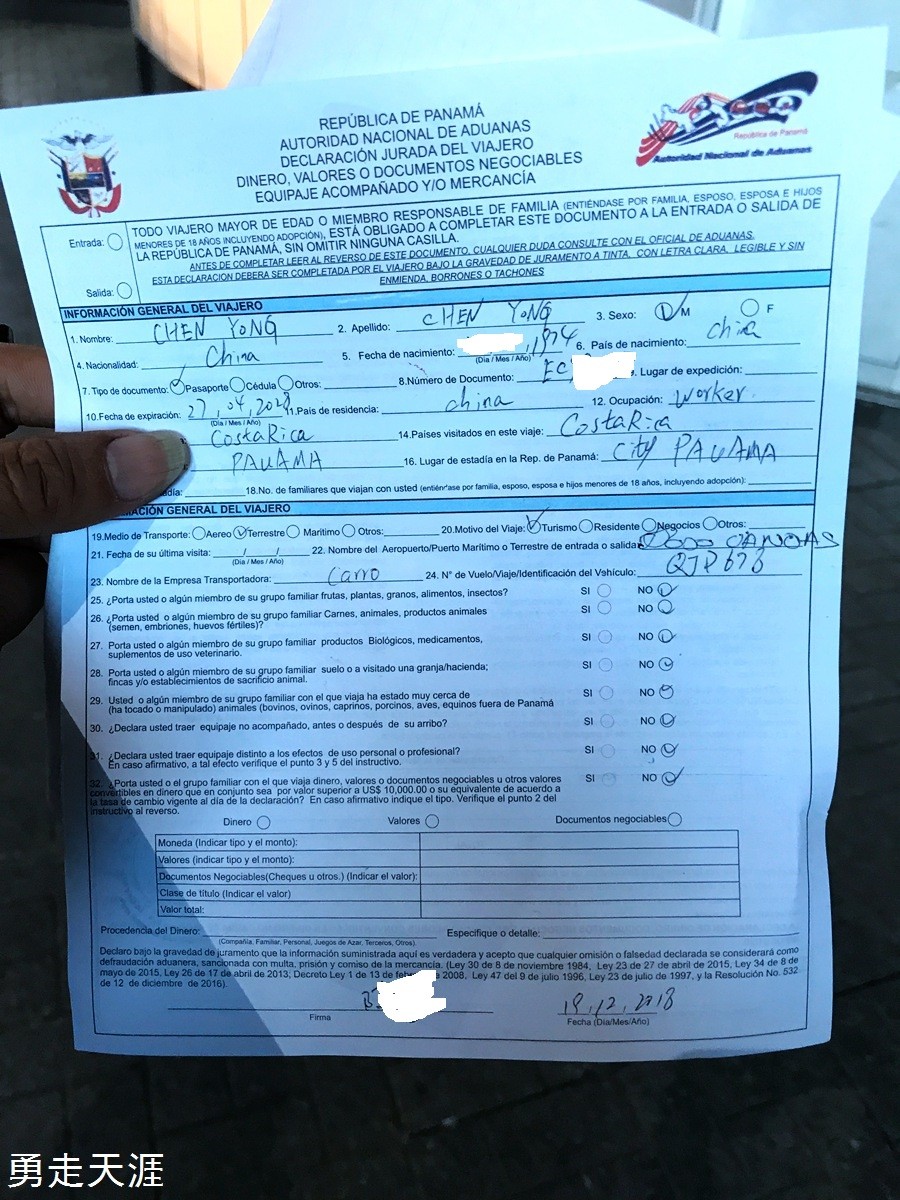 REPÚBLICA DE PANAMÁ
AUTORIDAD NACIONAL DE ADUANAS
DECLARACIÓN JURADA DEL VIAJERO
DINERO, VALORES O DOCUMENTOS NEGOCIABLES
EQUIPAJE ACOMPAÑADO Y/O MERCANCÍA
República de Panamá
Autoridad Nacional de Aduanas
Entrada:
Salida:
TODO VIAJERO MAYOR DE EDAD O MIEMBRO RESPONSABLE DE FAMILIA (ENTIÉNDASE POR FAMILIA, ESPOSO, ESPOSA E HIJOS
MENORES DE 18 AÑOS INCLUYENDO ADOPCIÓN), ESTÁ OBLIGADO A COMPLETAR ESTE DOCUMENTO A LA ENTRADA O SALIDA DE
LA REPÚBLICA DE PANAMÁ, SIN OMITIR NINGUNA CASILLA.
ANTES DE COMPLETAR LEER AL REVERSO DE ESTE DOCUMENTO, CUALQUIER DUDA CONSULTE CON EL OFICIAL DE ADUANAS.
ESTA DECLARACION DEBERA SER COMPLETADA POR EL VIAJERO BAJO LA GRAVEDAD DE JURAMENTO A TINTA, CON LETRA CLARA, LEGIBLE Y SIN
ENMIENDA, BORRONES O TACHONES
INFORMACIÓN GENERAL DEL VIAJERO
1. Nombre: CHEN YONG 2. Apellido: CHEN YONG 3. Sexo: M F
4. Nacionalidad: China 5. Fecha de nacimiento: 1974 6. País de nacimiento: china
(Día / Mes / Año)
7. Tipo de documento: Pasaporte Cédula Otros: 8.Número de Documento: EC 9. Lugar de expedición:
10.Fecha de expiración: 27, 04, 2028 11.País de residencia: china 12. Ocupación: Worker
(Día / Mes / Año)
CostaRica 14.Países visitados en este viaje: CostaRica
PANAMA 16. Lugar de estadía en la Rep. de Panamá: City PANAMA
día: 18.No. de familiares que viajan con usted (entiéndase por familia, esposo, esposa e hijos menores de 18 años, incluyendo adopción):
ACIÓN GENERAL DEL VIAJERO
19.Medio de Transporte: Aereo Terrestre Marítimo Otros: 20.Motivo del Viaje: Turismo Residente Negocios Otros:
21. Fecha de su última visita: / / 22. Nombre del Aeropuerto/Puerto Marítimo o Terrestre de entrada o salida: CANOAS
(Día / Mes / Año)
23. Nombre de la Empresa Transportadora: Carro 24. N° de Vuelo/Viaje/Identificación del Vehículo:
25. ¿Porta usted o algún miembro de su grupo familiar frutas, plantas, granos, alimentos, insectos? SI NO
26. ¿Porta usted o algún miembro de su grupo familiar Carnes, animales, productos animales SI NO
(semen, embriones, huevos fértiles)?
27. Porta usted o algún miembro de su grupo familiar productos Biológicos, medicamentos, SI NO
suplementos de uso veterinario.
28. Porta usted o algún miembro de su grupo familiar suelo o a visitado una granja/hacienda; SI NO
fincas y/o establecimientos de sacrificio animal.
29. Usted o algún miembro de su grupo familiar con el que viaja ha estado muy cerca de SI NO
(ha tocado o manipulado) animales (bovinos, ovinos, caprinos, porcinos, aves, equinos fuera de Panamá
30. ¿Declara usted traer equipaje no acompañado, antes o después de su arribo? SI NO
31. ¿Declara usted traer equipaje distinto a los efectos de uso personal o profesional? SI NO
En caso afirmativo, a tal efecto verifique el punto 3 y 5 del instructivo.
32. ¿Porta usted o el grupo familiar con el que viaja dinero, valores o documentos negociables u otros valores SI NO
convertibles en dinero que en conjunto sea por valor superior a US$ 10,000.00 o su equivalente de acuerdo a
la tasa de cambio vigente al día de la declaración? En caso afirmativo indique el tipo. Verifique el punto 2 del
instructivo al reverso.
Dinero Valores Documentos negociables
Moneda (Indicar tipo y el monto):
Valores (indicar tipo y el monto):
Documentos Negociables(Cheques u otros.) (Indicar el valor):
Clase de título (Indicar el valor)
Valor total:
Procedencia del Dinero: Especifique o detalle:
(Compañía, Familiar, Personal, Juegos de Azar, Terceros, Otros).
Declaro bajo la gravedad de juramento que la información suministrada aquí es verdadera y acepto que cualquier omisión o falsedad declarada se considerará como
defraudación aduanera, sancionada con multa, prisión y comiso de la mercancía. (Ley 30 de 8 de noviembre 1984, Ley 23 de 27 de abril de 2015, Ley 34 de 8 de
mayo de 2015, Ley 26 de 17 de abril de 2013; Decreto Ley 1 de 13 de febrero de 2008, Ley 47 del 9 de julio 1996, Ley 23 de julio de 1997, y la Resolución No. 532
de 12 de diciembre de 2016).
19, 12, 2018
Firma Fecha (Día/Mes/Año)
勇走天涯